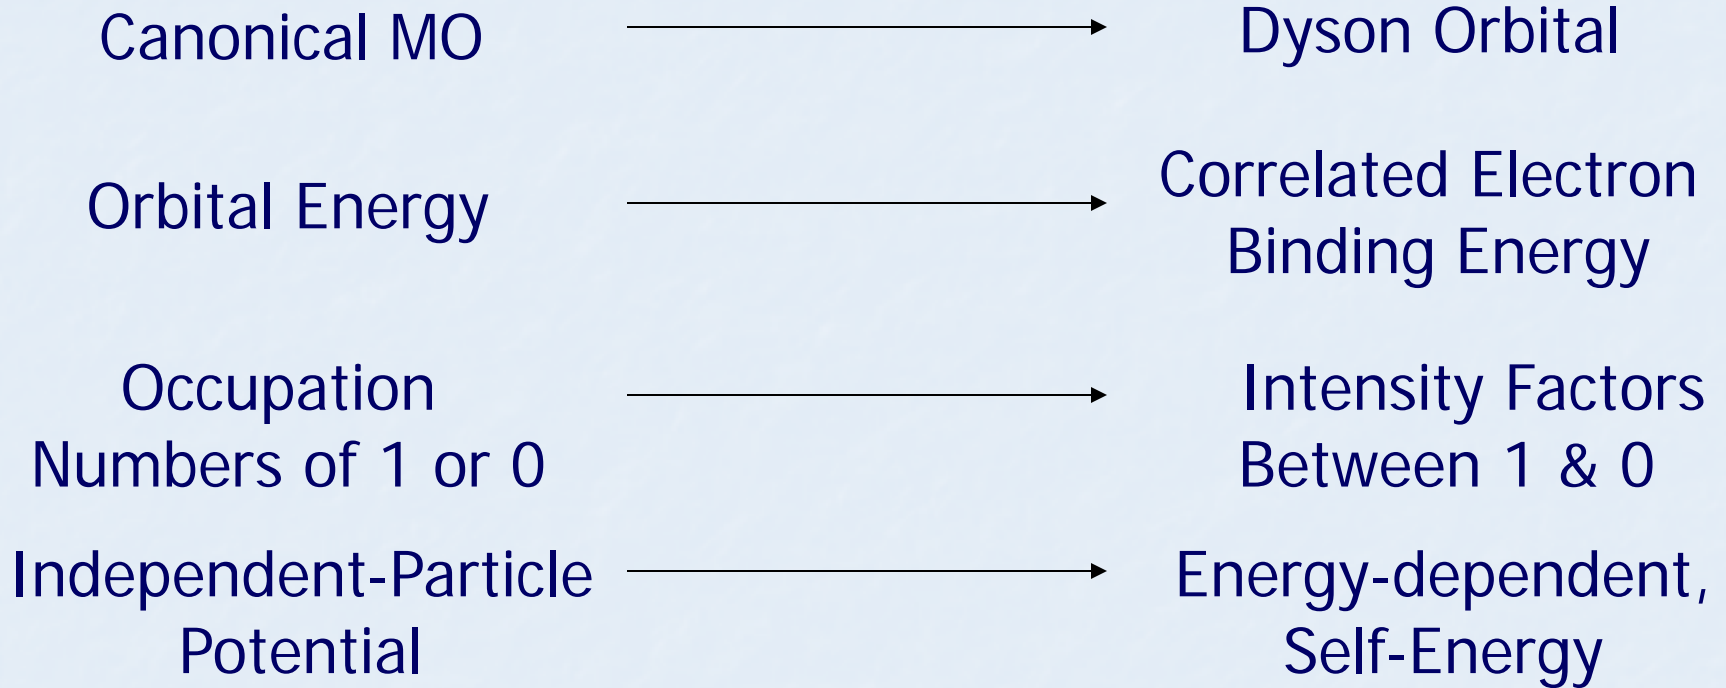 Canonical MO
Dyson Orbital
Orbital Energy
Correlated Electron
Binding Energy
Occupation
Numbers of 1 or 0
Intensity Factors
Between 1 & 0
Independent-Particle
Potential
Energy-dependent,
Self-Energy